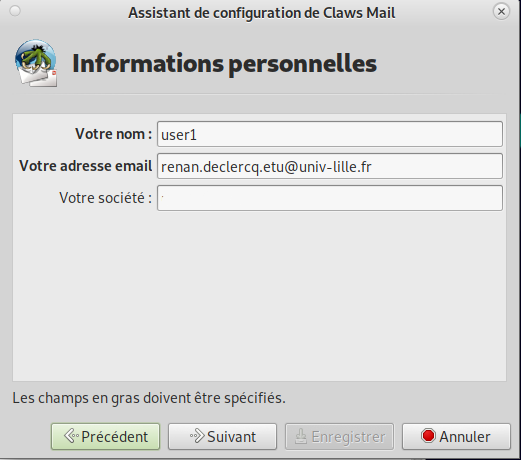 Assistant de configuration de Claws Mail
Informations personnelles
Votre nom : user1
Votre adresse email renan.declercq.etu@univ-lille.fr
Votre société :
Les champs en gras doivent être spécifiés.
Précédent Suivant Enregistrer Annuler